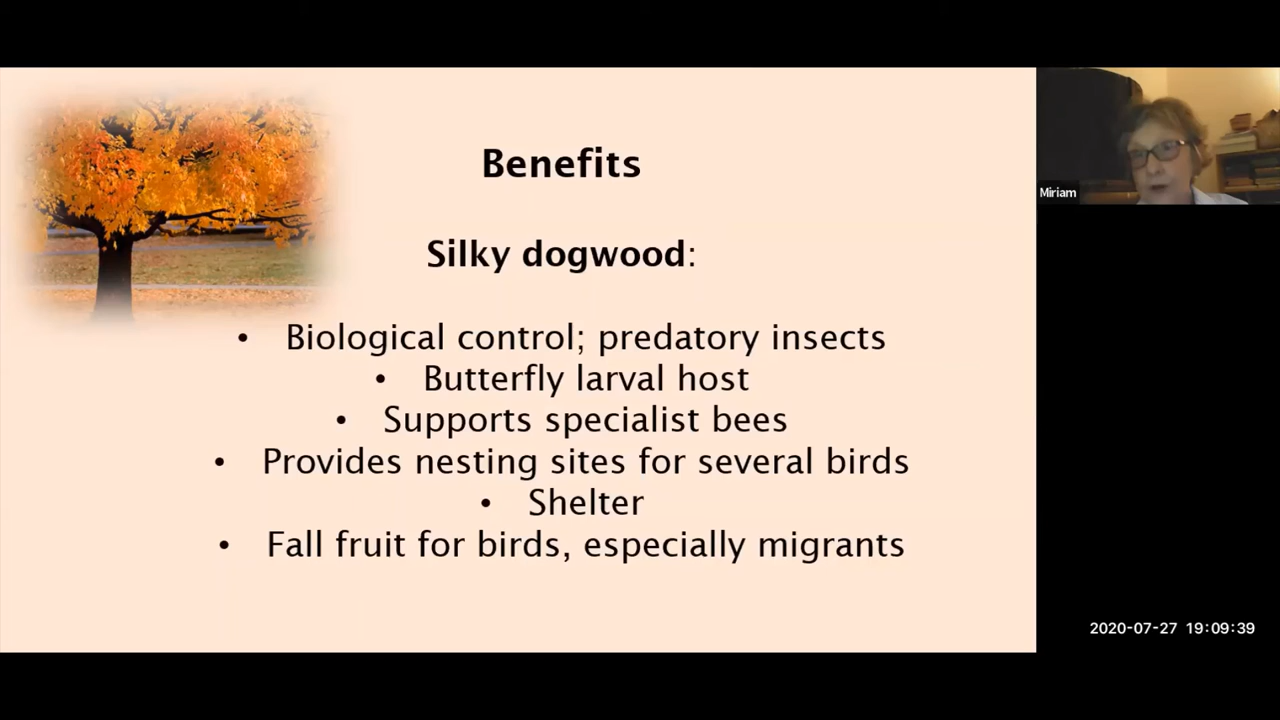 Benefits
Silky dogwood:
• Biological control; predatory insects
• Butterfly larval host
• Supports specialist bees
• Provides nesting sites for several birds
• Shelter
• Fall fruit for birds, especially migrants
Miriam
2020-07-27 19:09:39